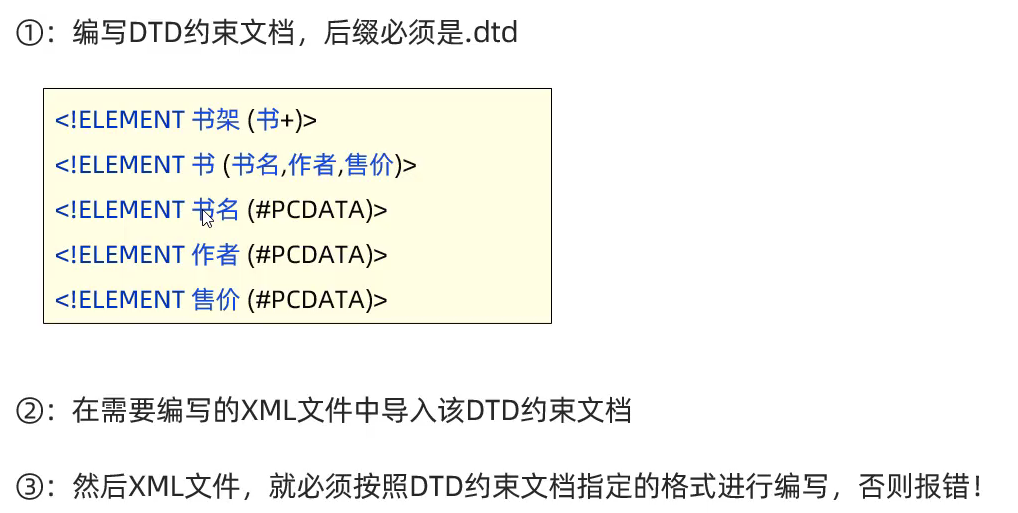 ①：编写DTD约束文档，后缀必须是.dtd
<!ELEMENT 书架 (书+)>
<!ELEMENT 书 (书名,作者,售价)>
<!ELEMENT 书名 (#PCDATA)>
<!ELEMENT 作者 (#PCDATA)>
<!ELEMENT 售价 (#PCDATA)>
②：在需要编写的XML文件中导入该DTD约束文档
③：然后XML文件，就必须按照DTD约束文档指定的格式进行编写，否则报错！